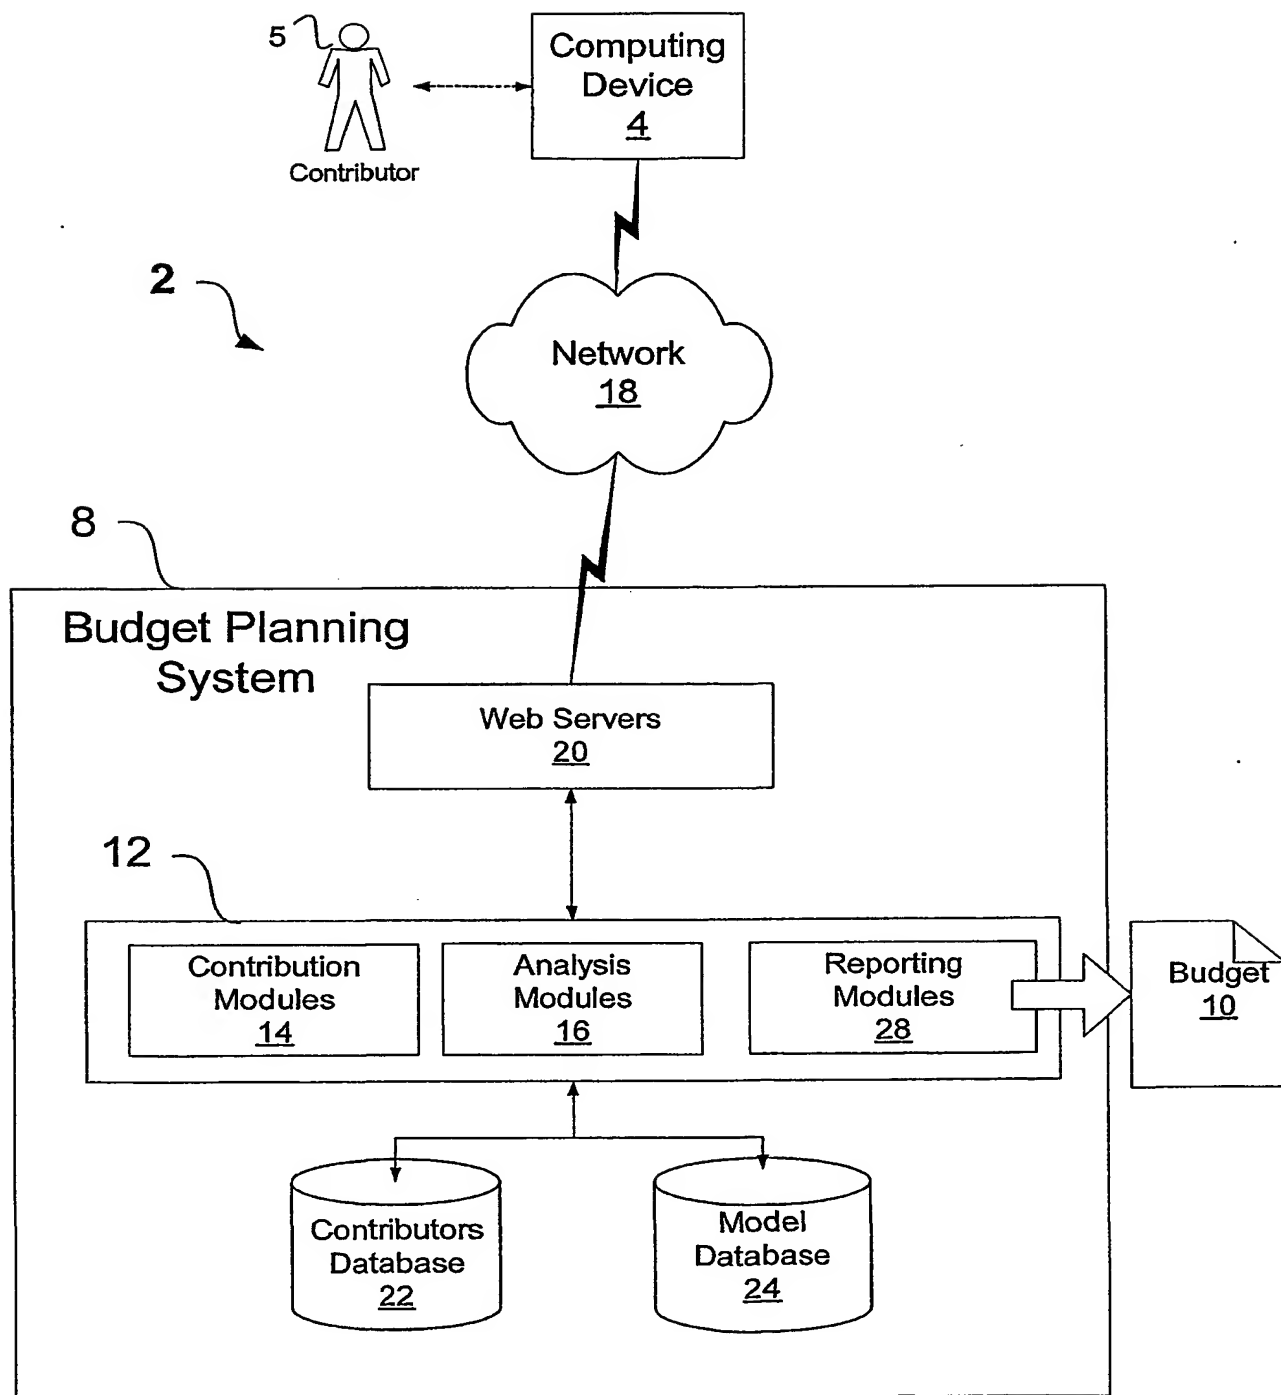 5
Computing
Device
4
Contributor
2
Network
18
8
Budget Planning
System
Web Servers
20
12
Contribution
Modules
14
Analysis
Modules
16
Reporting
Modules
28
Budget
10
Contributors
Database
22
Model
Database
24